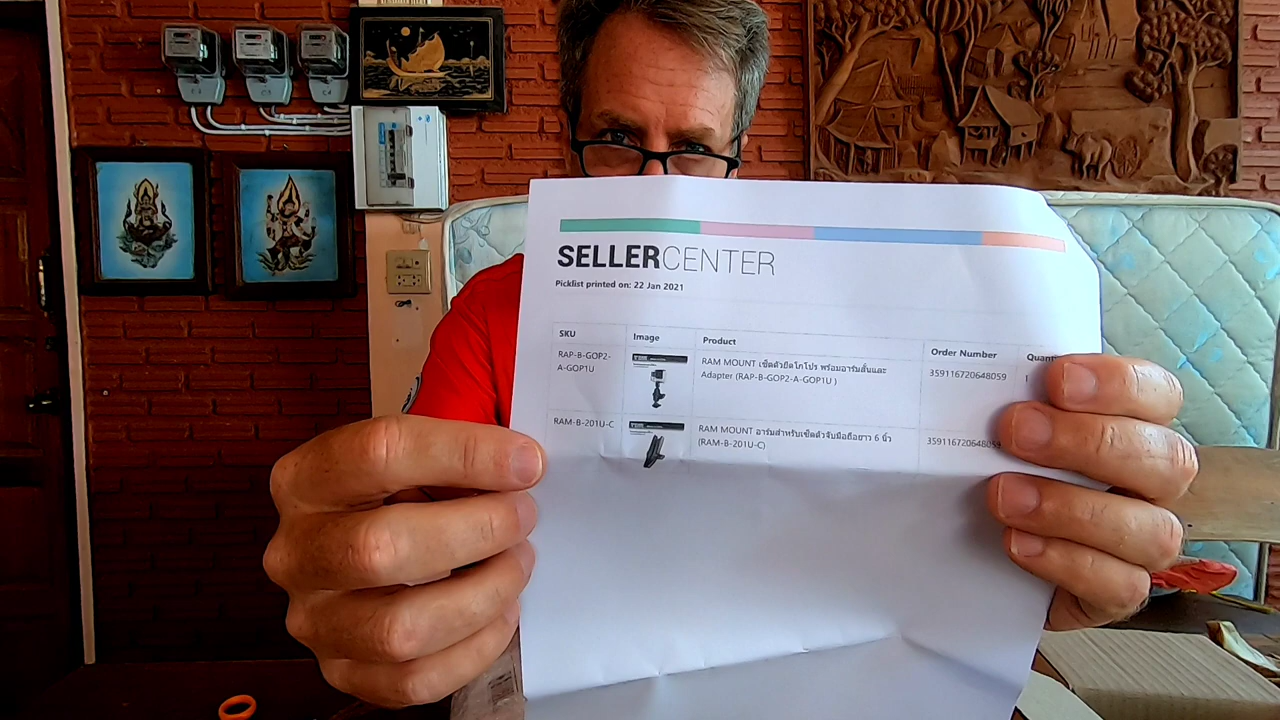 SELLERCENTER
Picklist printed on: 22 Jan 2021
SKU Image Product Order Number Quanti
RAP-B-GOP2-
A-GOP1U
RAM MOUNT เซ็ตตัวยึดโกโปร พร้อมอาร์มสั้นและ
Adapter (RAP-B-GOP2-A-GOP1U )
359116720648059
1
RAM-B-201U-C
RAM MOUNT อาร์มสำหรับเซ็ตตัวจับมือถือยาว 6 นิ้ว
(RAM-B-201U-C)
359116720648059